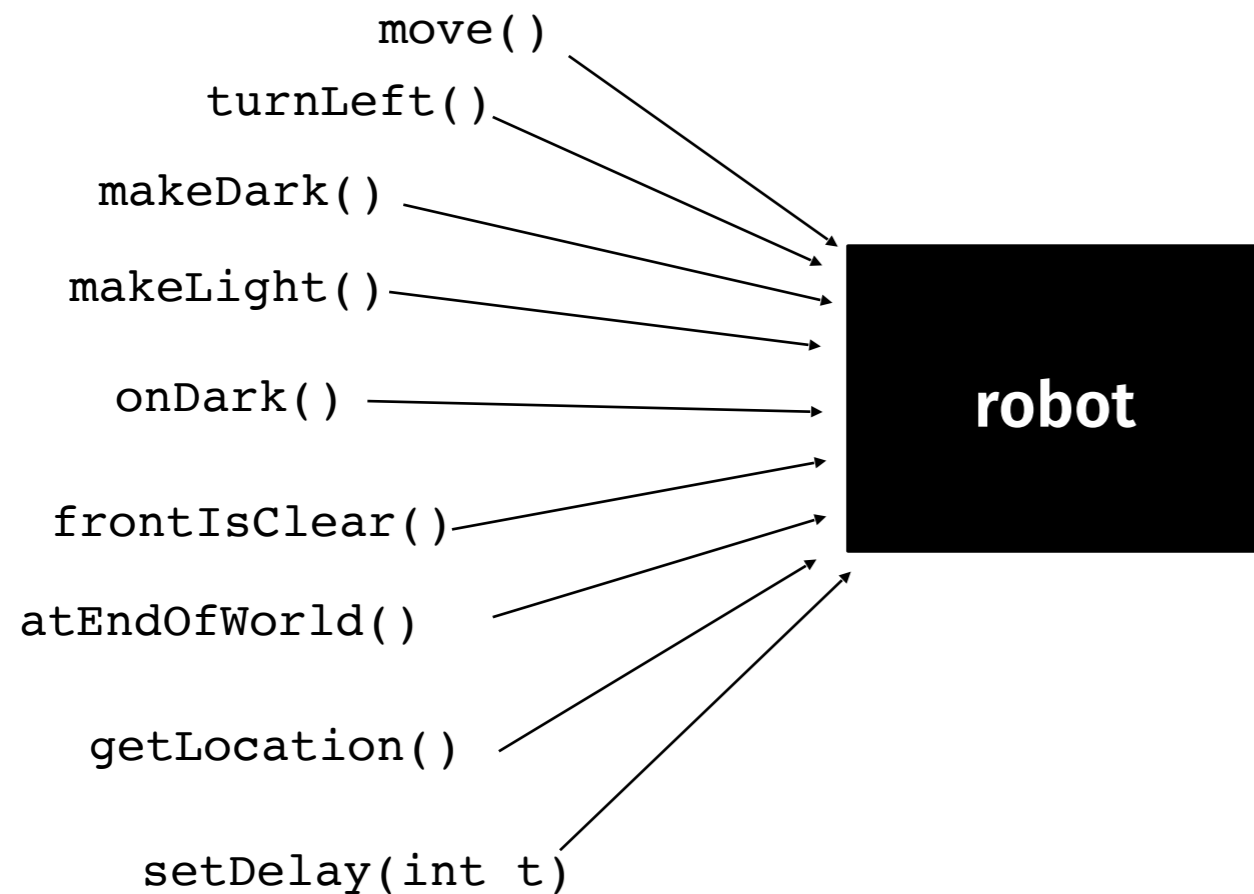 move()
turnLeft()
makeDark()
makeLight()
onDark()
robot
frontIsClear()
atEndOfWorld()
getLocation()
setDelay(int t)